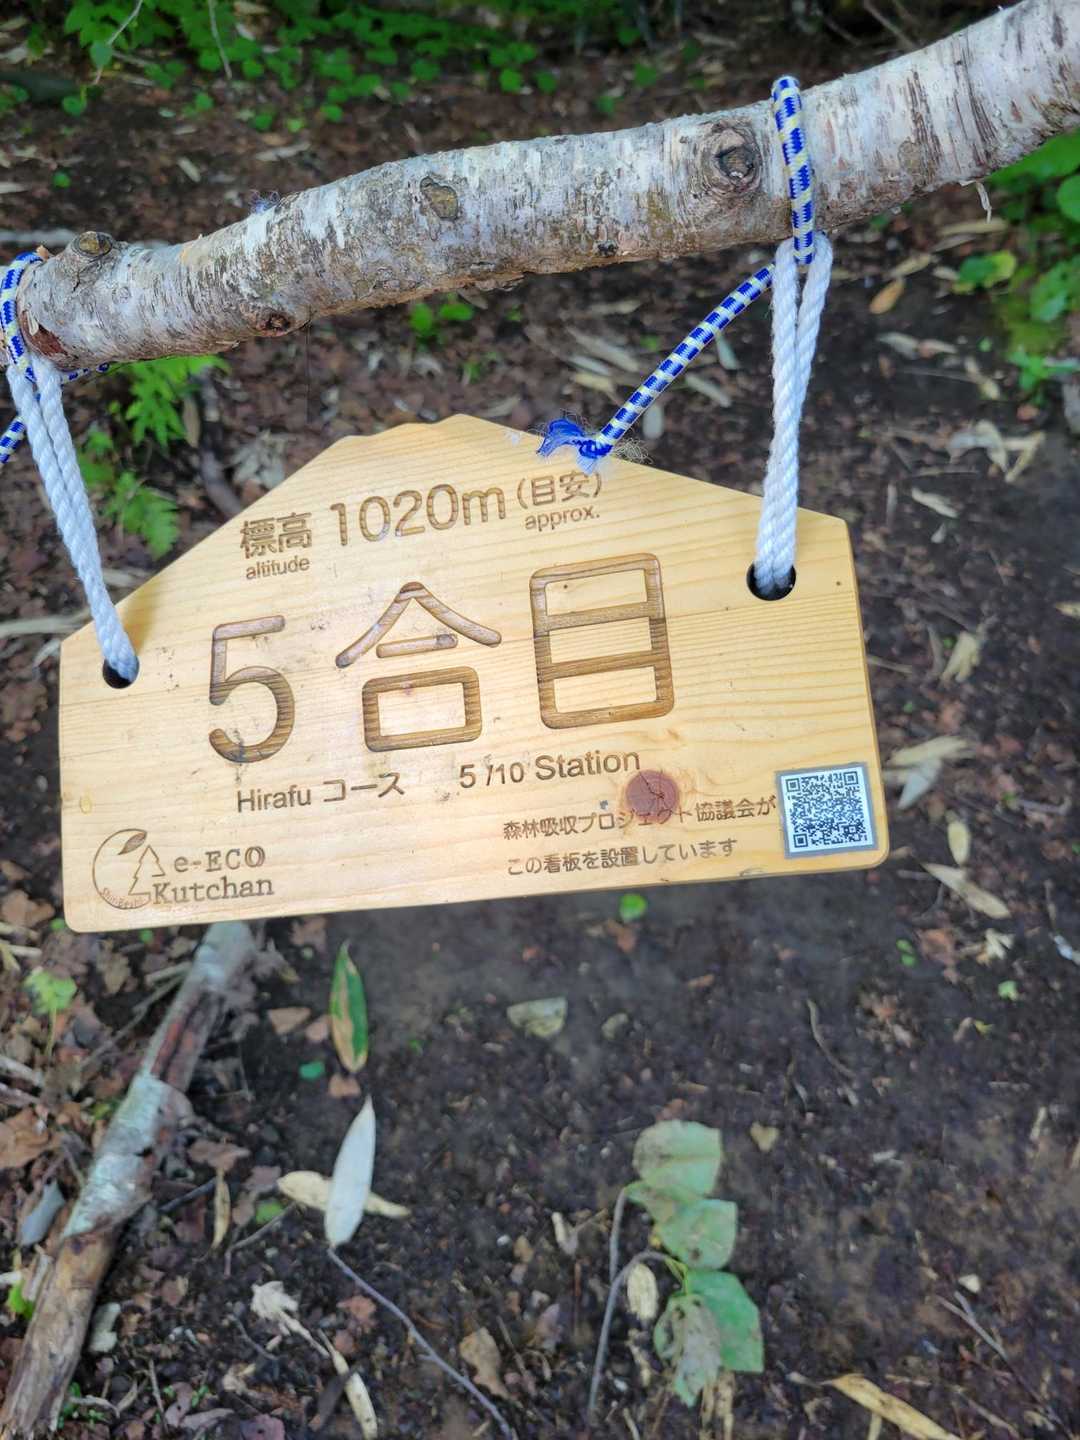 標高 1020m (目安)
altitude approx.
5合目
Hirafu コース 5/10 Station
森林吸収プロジェクト協議会が
この看板を設置しています
e-ECO
Kutchan